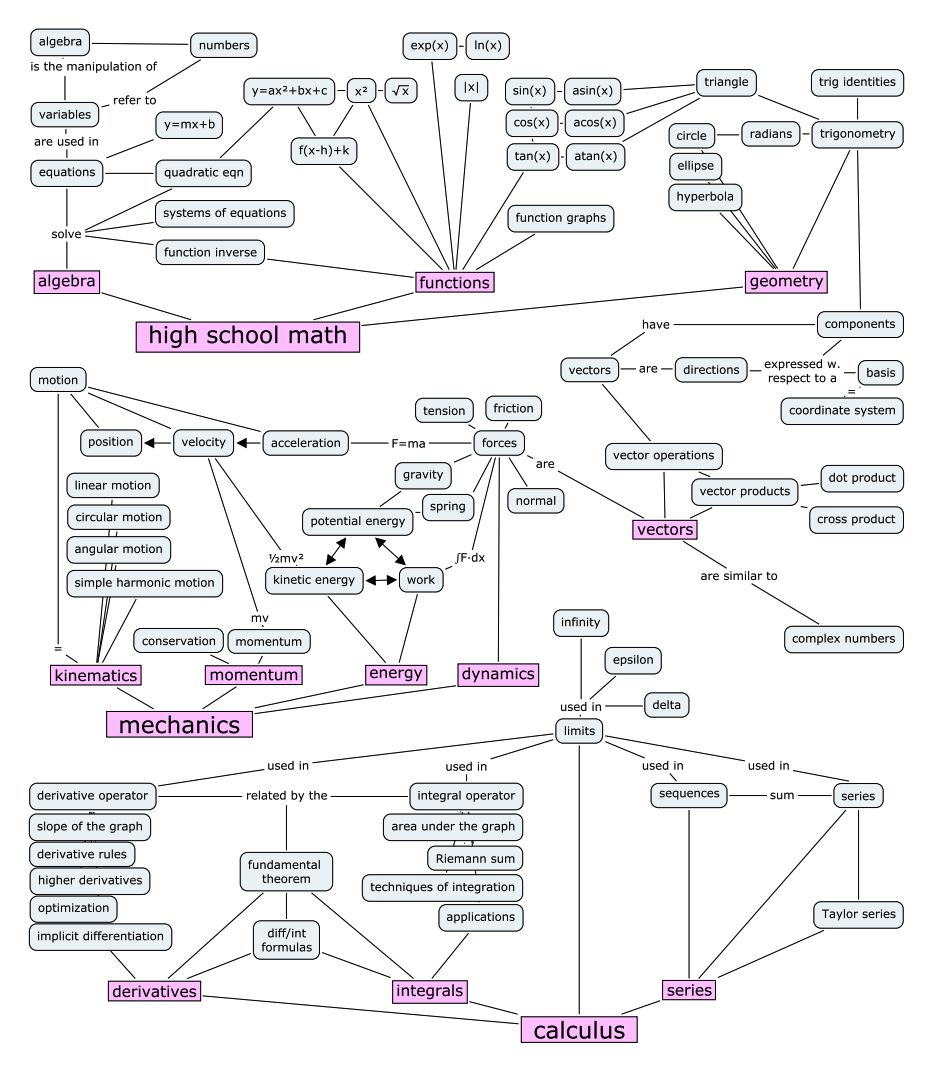 algebra
numbers
is the manipulation of
refer to
variables
are used in
y=mx+b
equations
quadratic eqn
systems of equations
solve
function inverse
algebra
exp(x)
ln(x)
y=ax²+bx+c
x²
√x
|x|
f(x-h)+k
sin(x)
asin(x)
cos(x)
acos(x)
tan(x)
atan(x)
function graphs
functions
triangle
trig identities
circle
radians
trigonometry
ellipse
hyperbola
geometry
high school math
have
components
vectors
are
directions
expressed w.
respect to a
basis
=
coordinate system
vector operations
vector products
dot product
cross product
vectors
are similar to
complex numbers
motion
position
velocity
acceleration
F=ma
tension
friction
forces
are
gravity
spring
normal
potential energy
linear motion
circular motion
angular motion
simple harmonic motion
½mv²
∫F·dx
kinetic energy
work
mv
conservation
momentum
=
kinematics
momentum
energy
dynamics
mechanics
infinity
epsilon
used in
delta
limits
used in
used in
used in
used in
derivative operator
related by the
integral operator
sequences
sum
series
slope of the graph
derivative rules
higher derivatives
optimization
implicit differentiation
area under the graph
Riemann sum
techniques of integration
applications
fundamental
theorem
diff/int
formulas
Taylor series
derivatives
integrals
series
calculus